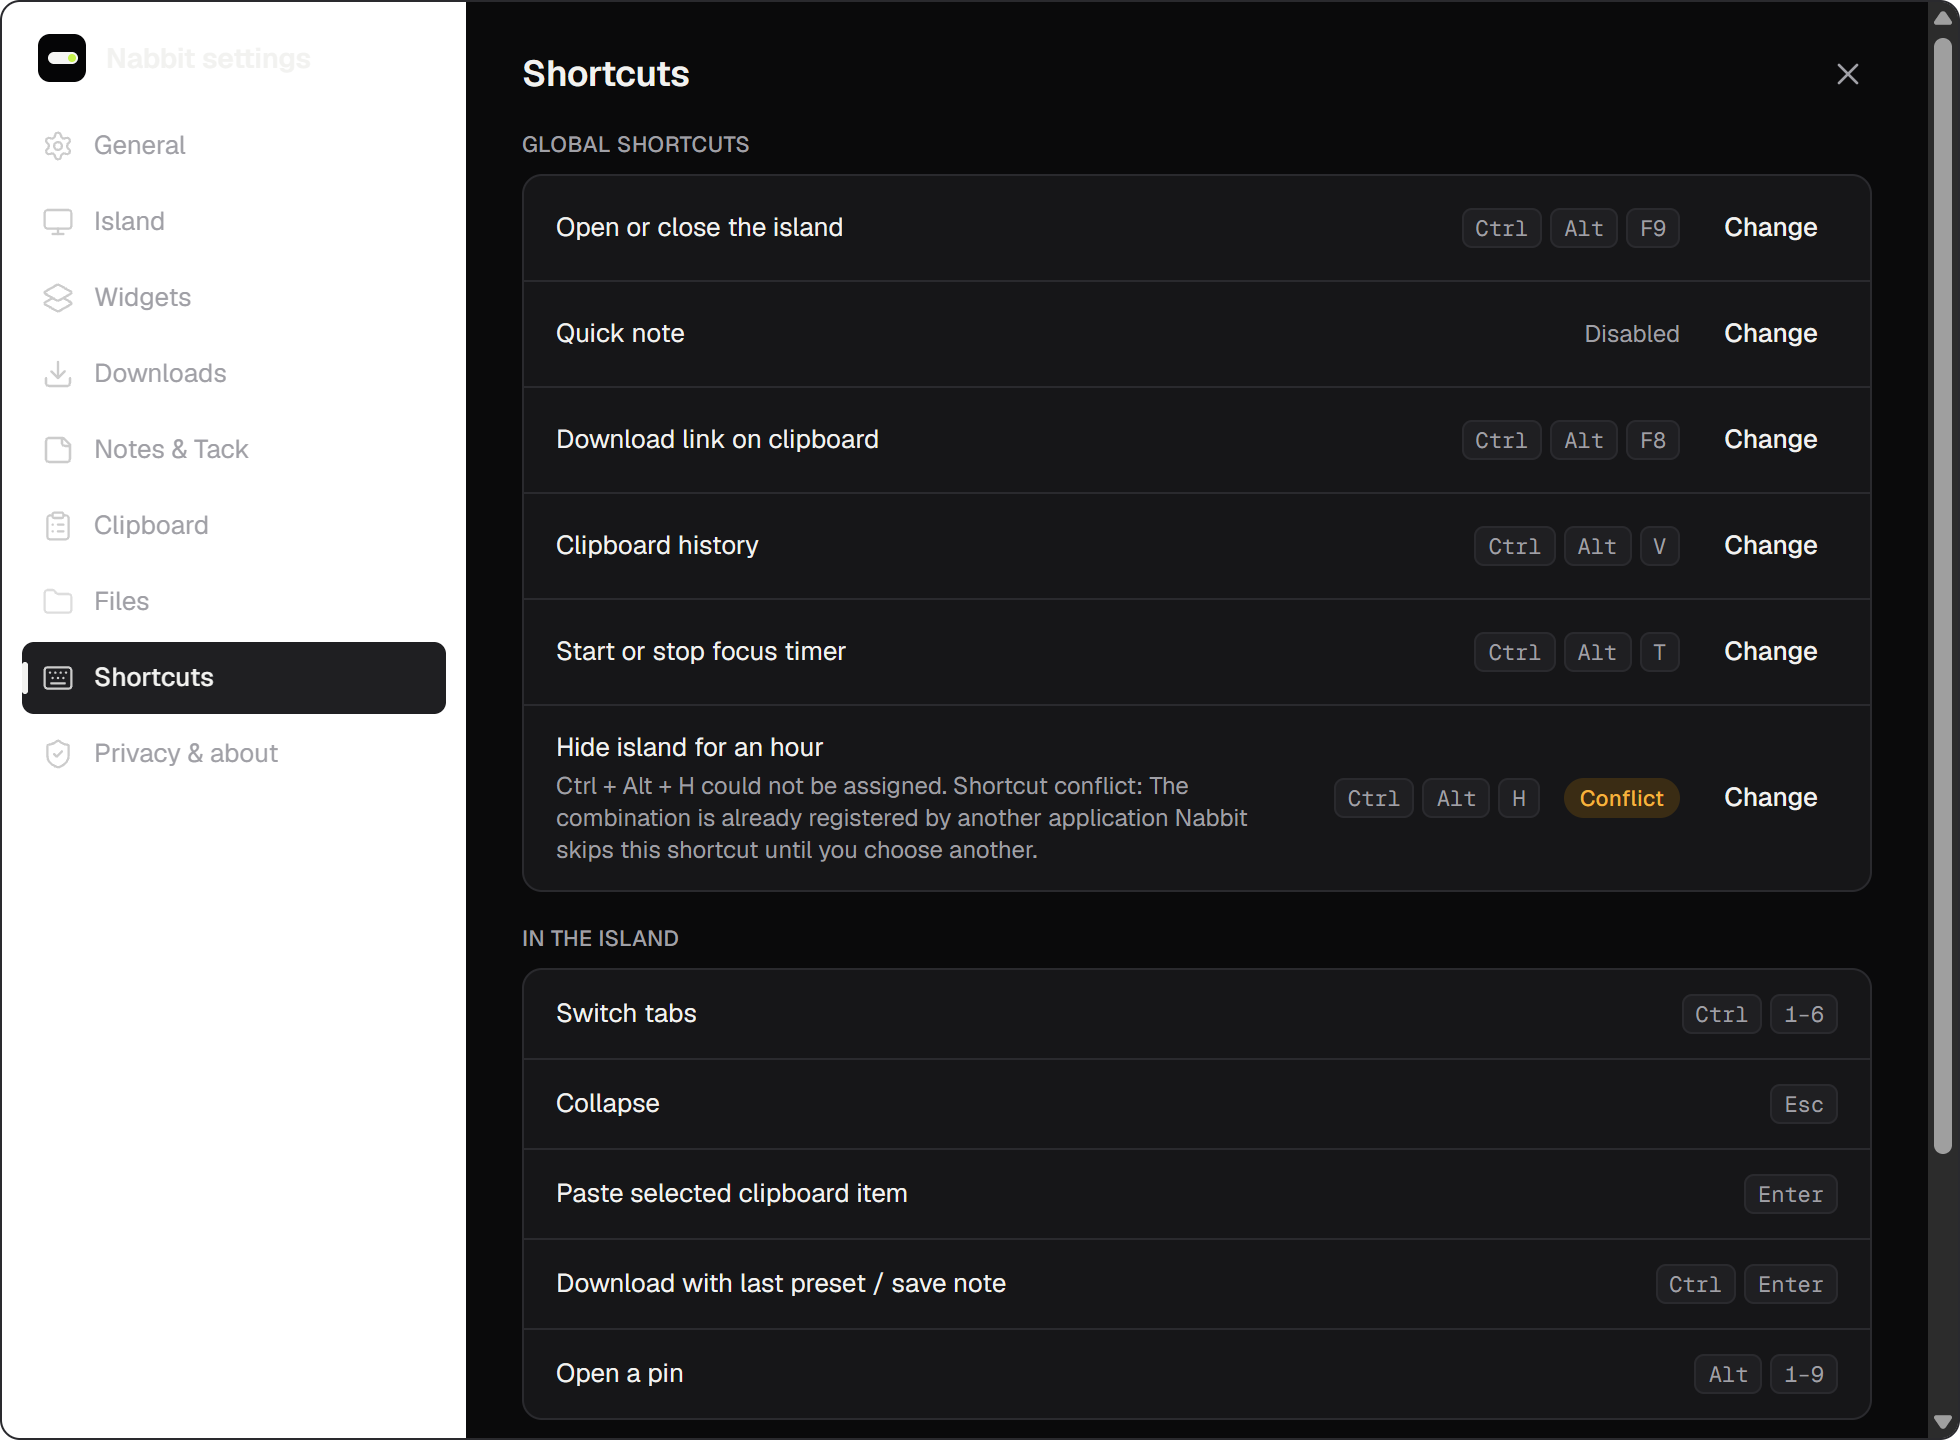 Nabbit settings
General
Island
Widgets
Downloads
Notes & Tack
Clipboard
Files
Shortcuts
Privacy & about
Shortcuts
GLOBAL SHORTCUTS
Open or close the island Ctrl Alt F9 Change
Quick note Disabled Change
Download link on clipboard Ctrl Alt F8 Change
Clipboard history Ctrl Alt V Change
Start or stop focus timer Ctrl Alt T Change
Hide island for an hour
Ctrl + Alt + H could not be assigned. Shortcut conflict: The
combination is already registered by another application Nabbit
skips this shortcut until you choose another.
Ctrl Alt H Conflict Change
IN THE ISLAND
Switch tabs Ctrl 1-6
Collapse Esc
Paste selected clipboard item Enter
Download with last preset / save note Ctrl Enter
Open a pin Alt 1-9